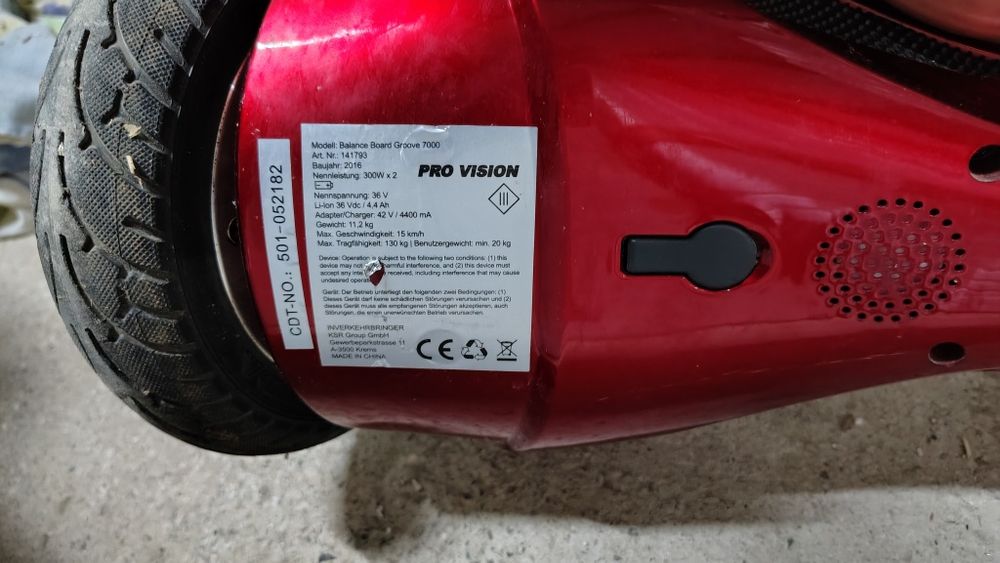 CDT-NO.: 501-052182
Modell: Balance Board Groove 7000
Art. Nr.: 141793
Baujahr: 2016
Nennleistung: 300W x 2
PRO VISION
III
Nennspannung: 36 V
Li-Ion 36 Vdc / 4,4 Ah
Adapter/Charger: 42 V / 4400 mA
Gewicht: 11,2 kg
Max. Geschwindigkeit: 15 km/h
Max. Tragfähigkeit: 130 kg | Benutzergewicht: min. 20 kg
Device: Operation is subject to the following two conditions: (1) this
device may not harmful interference, and (2) this device must
accept any received, including interference that may cause
undesired
Gerät: Der Betrieb unterliegt den folgenden zwei Bedingungen: (1)
Dieses Gerät darf keine schädlichen Störungen verursachen und (2)
dieses Gerät muss alle empfangenen Störungen akzeptieren, auch
Störungen, die einen unerwünschten Betrieb verursachen.
INVERKEHRBRINGER
KSR Group GmbH
Gewerbeparkstrasse 11
A-3500 Krems
MADE IN CHINA
CE